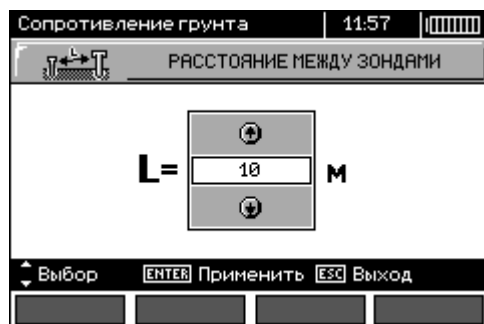 Сопротивление грунта 11:57
L
РАССТОЯНИЕ МЕЖДУ ЗОНДАМИ
L= 10 м
Выбор ENTER Применить ESC Выход